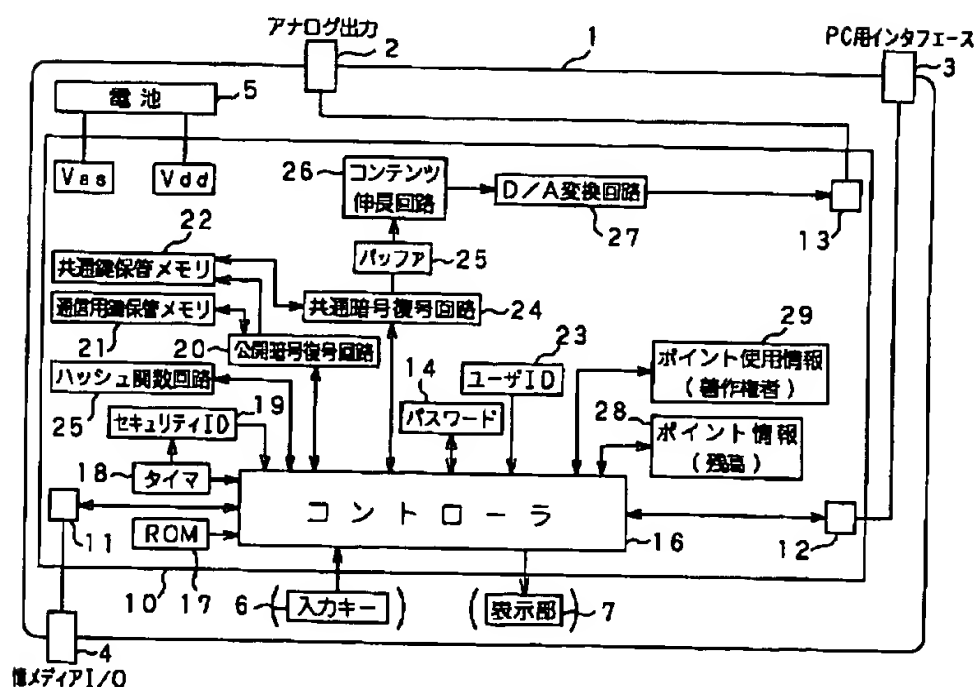 アナログ出力
2
1
PC用インタフェース
3
電池
5
Vas
Vdd
26
コンテンツ
伸長回路
D/A変換回路
27
13
22
バッファ
25
共通鍵保管メモリ
共通暗号復号回路
24
通信用鍵保管メモリ
21
20
公開暗号復号回路
23
29
ハッシュ関数回路
25
19
14
ユーザID
ポイント使用情報
(著作権者)
セキュリティID
パスワード
28
ポイント情報
(残高)
18
タイマ
コントローラ
11
ROM
16
12
10
17
6
(入力キー)
(表示部)
7
4
憶メディアI/O